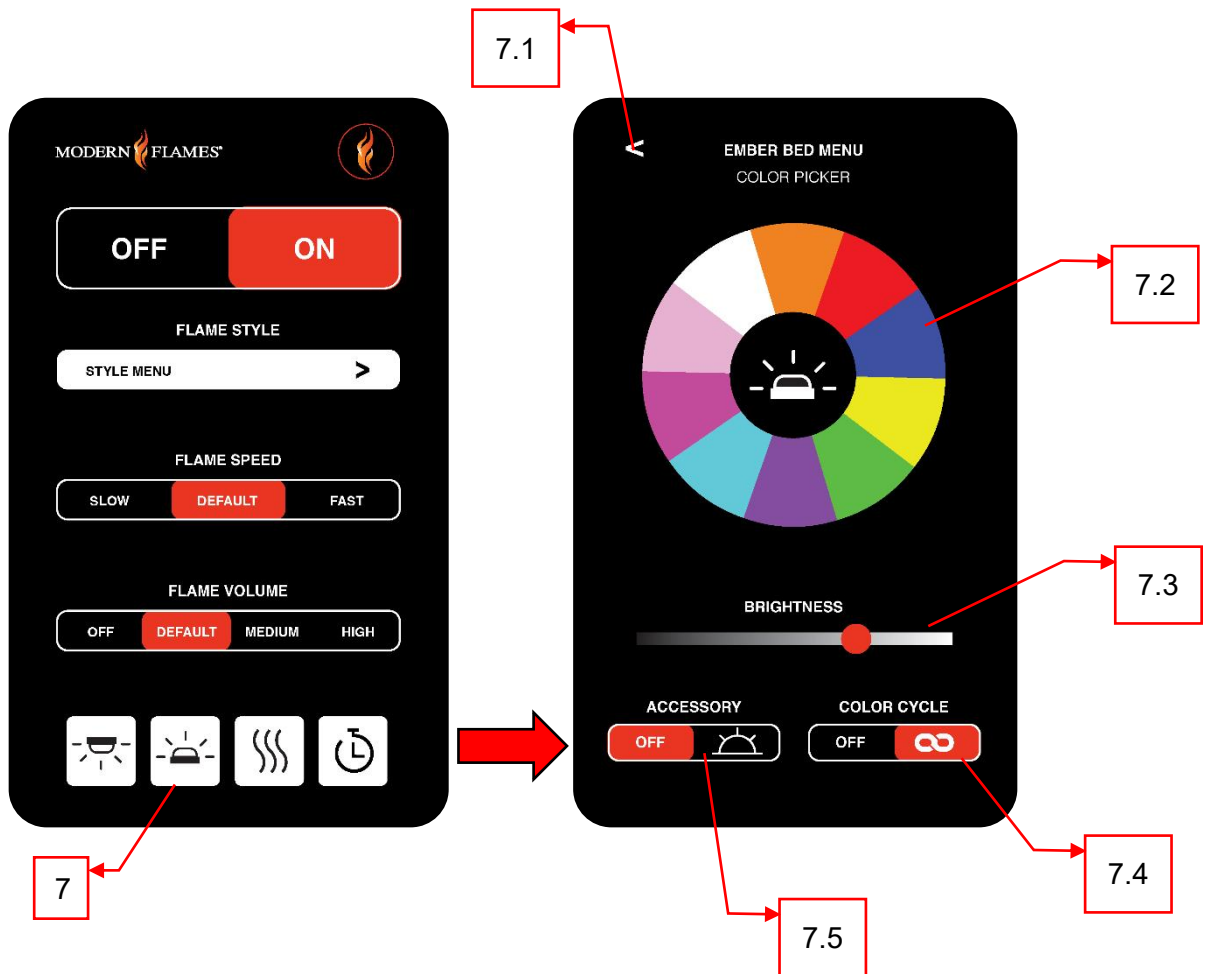 7.1
MODERN FLAMES®
OFF ON
FLAME STYLE
STYLE MENU >
FLAME SPEED
SLOW DEFAULT FAST
FLAME VOLUME
OFF DEFAULT MEDIUM HIGH
7
<
EMBER BED MENU
COLOR PICKER
7.2
BRIGHTNESS
7.3
ACCESSORY COLOR CYCLE
OFF OFF
7.4
7.5